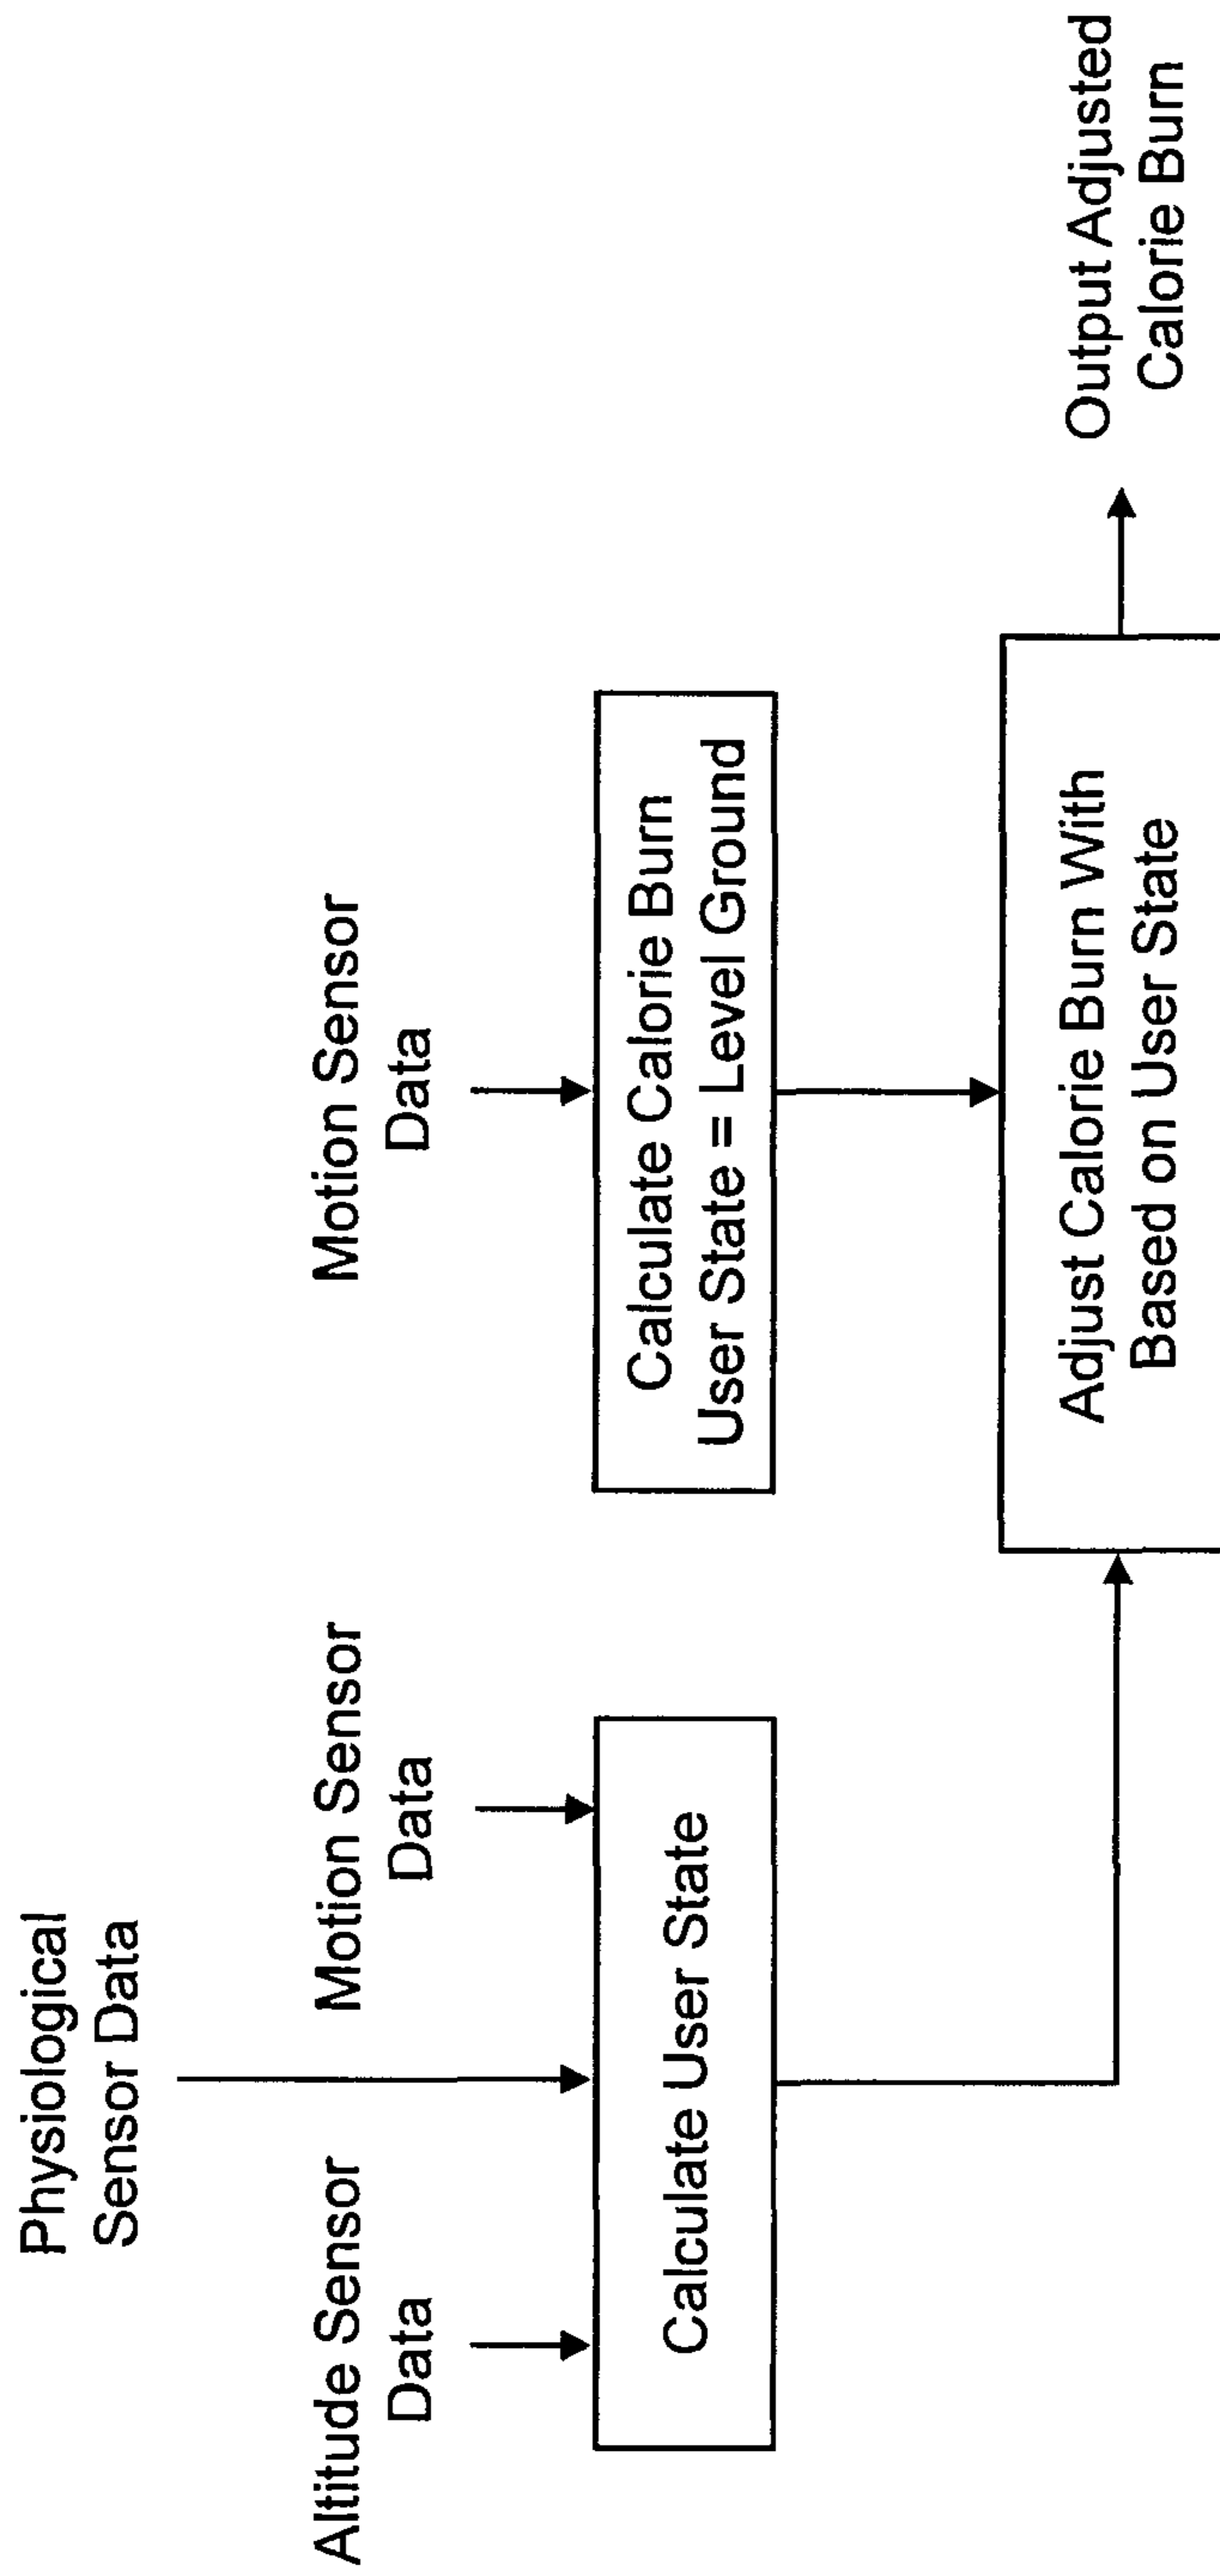 Physiological
Sensor Data
Altitude Sensor
Data
Motion Sensor
Data
Motion Sensor
Data
Calculate User State
Calculate Calorie Burn
User State = Level Ground
Adjust Calorie Burn With
Based on User State
Output Adjusted
Calorie Burn